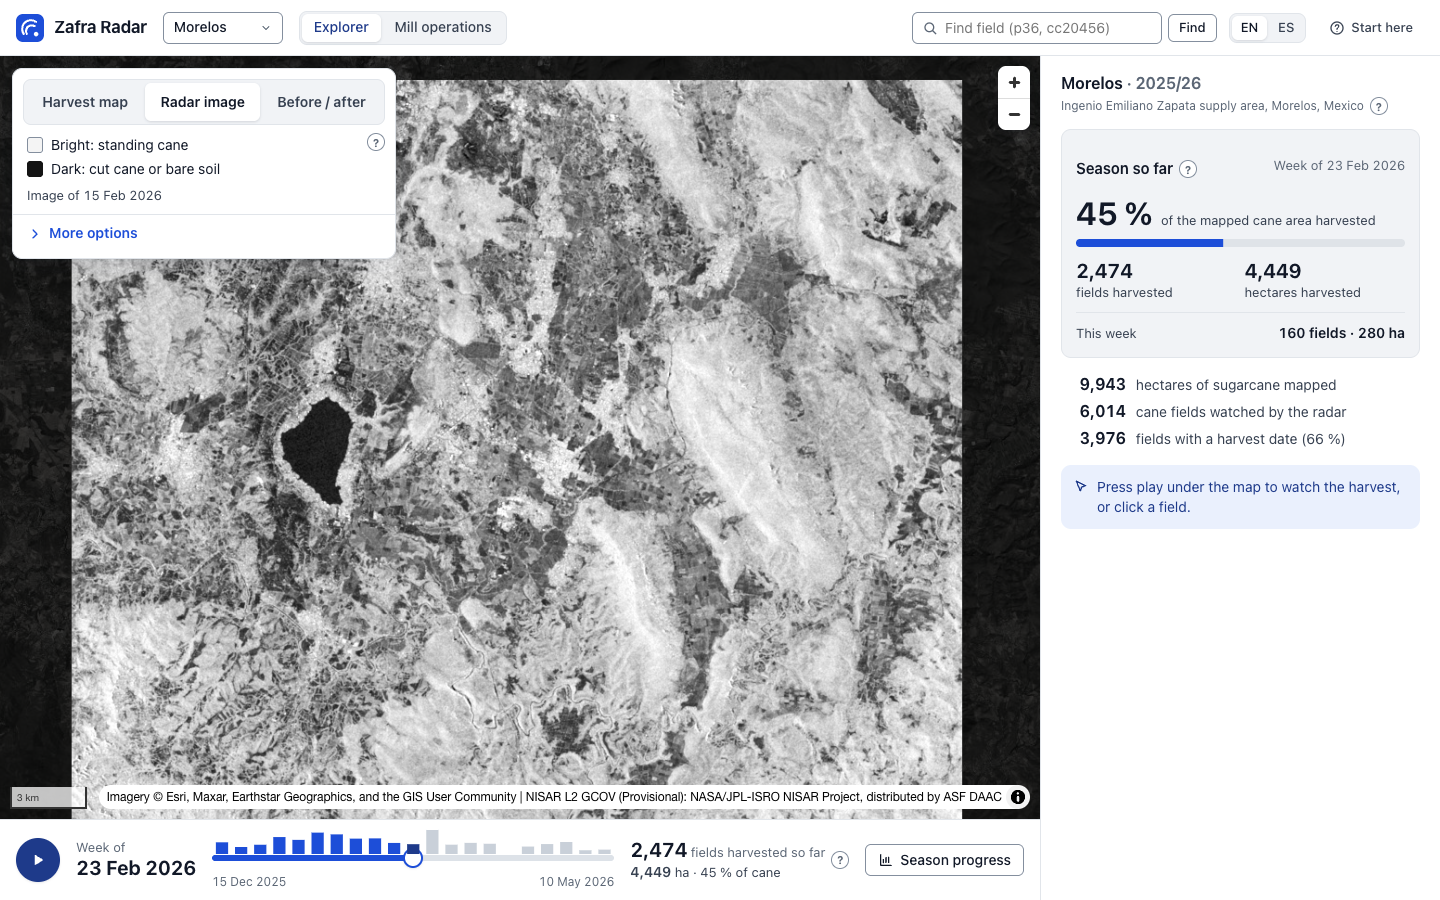 Zafra Radar
Morelos
Explorer
Mill operations
Find field (p36, cc20456)
Find
EN
ES
Start here
Harvest map
Radar image
Before / after
Bright: standing cane
Dark: cut cane or bare soil
Image of 15 Feb 2026
More options
+
−
3 km
Imagery © Esri, Maxar, Earthstar Geographics, and the GIS User Community | NISAR L2 GCOV (Provisional): NASA/JPL-ISRO NISAR Project, distributed by ASF DAAC
Week of
23 Feb 2026
15 Dec 2025
10 May 2026
2,474 fields harvested so far
4,449 ha · 45 % of cane
Season progress
Morelos · 2025/26
Ingenio Emiliano Zapata supply area, Morelos, Mexico
Season so far
Week of 23 Feb 2026
45 % of the mapped cane area harvested
2,474
fields harvested
4,449
hectares harvested
This week
160 fields · 280 ha
9,943 hectares of sugarcane mapped
6,014 cane fields watched by the radar
3,976 fields with a harvest date (66 %)
Press play under the map to watch the harvest,
or click a field.